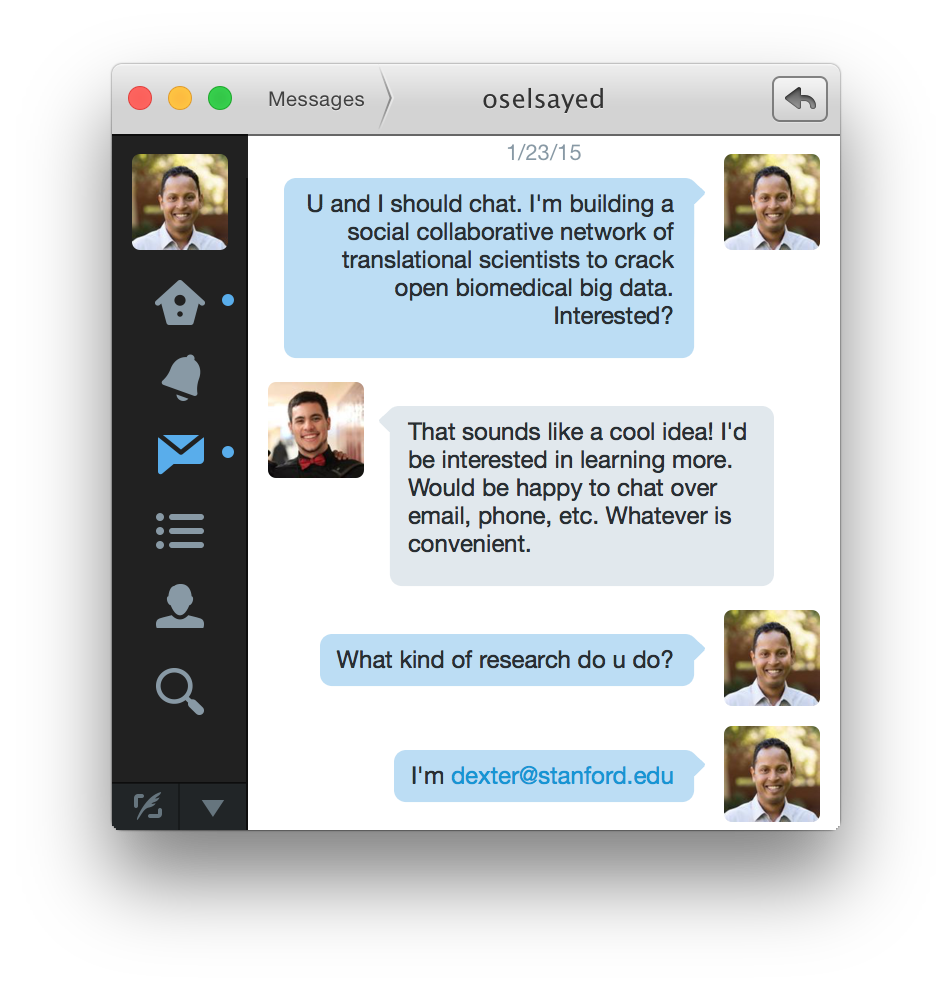 Messages
oselsayed
1/23/15
U and I should chat. I'm building a
social collaborative network of
translational scientists to crack
open biomedical big data.
Interested?
That sounds like a cool idea! I'd
be interested in learning more.
Would be happy to chat over
email, phone, etc. Whatever is
convenient.
What kind of research do u do?
I'm dexter@stanford.edu